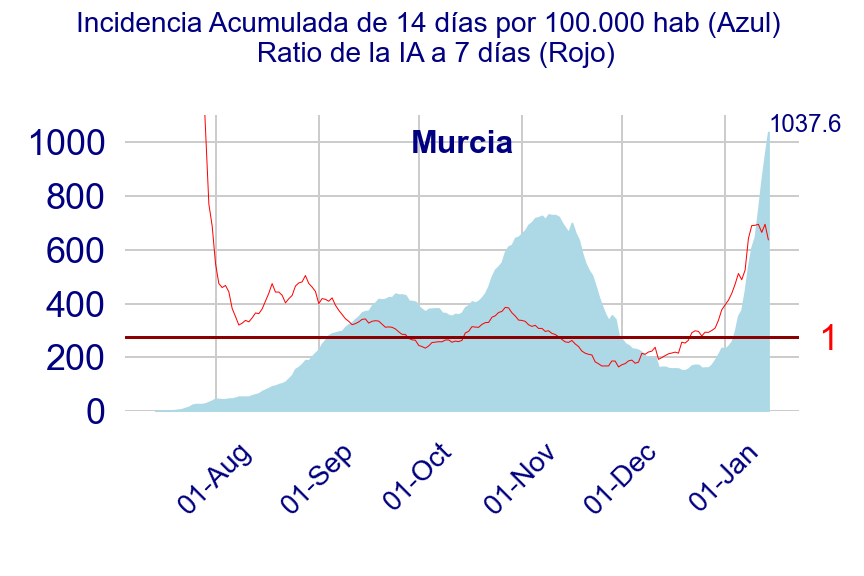 Incidencia Acumulada de 14 días por 100.000 hab (Azul)
Ratio de la IA a 7 días (Rojo)
1037.6
Murcia
1000
800
600
400
200
0
1
01-Aug
01-Sep
01-Oct
01-Nov
01-Dec
01-Jan